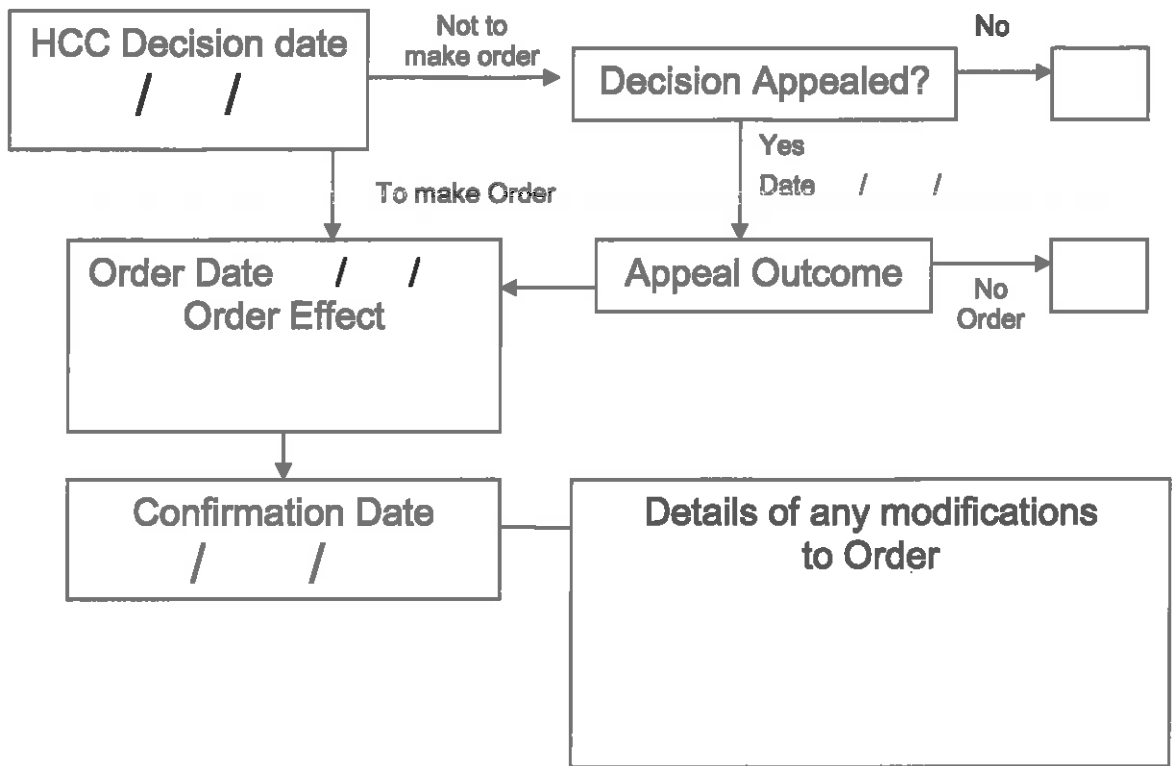 HCC Decision date
/ /
Not to
make order
Decision Appealed?
No
Yes
Date / /
To make Order
Order Date / /
Order Effect
Appeal Outcome
No
Order
Confirmation Date
/ /
Details of any modifications
to Order